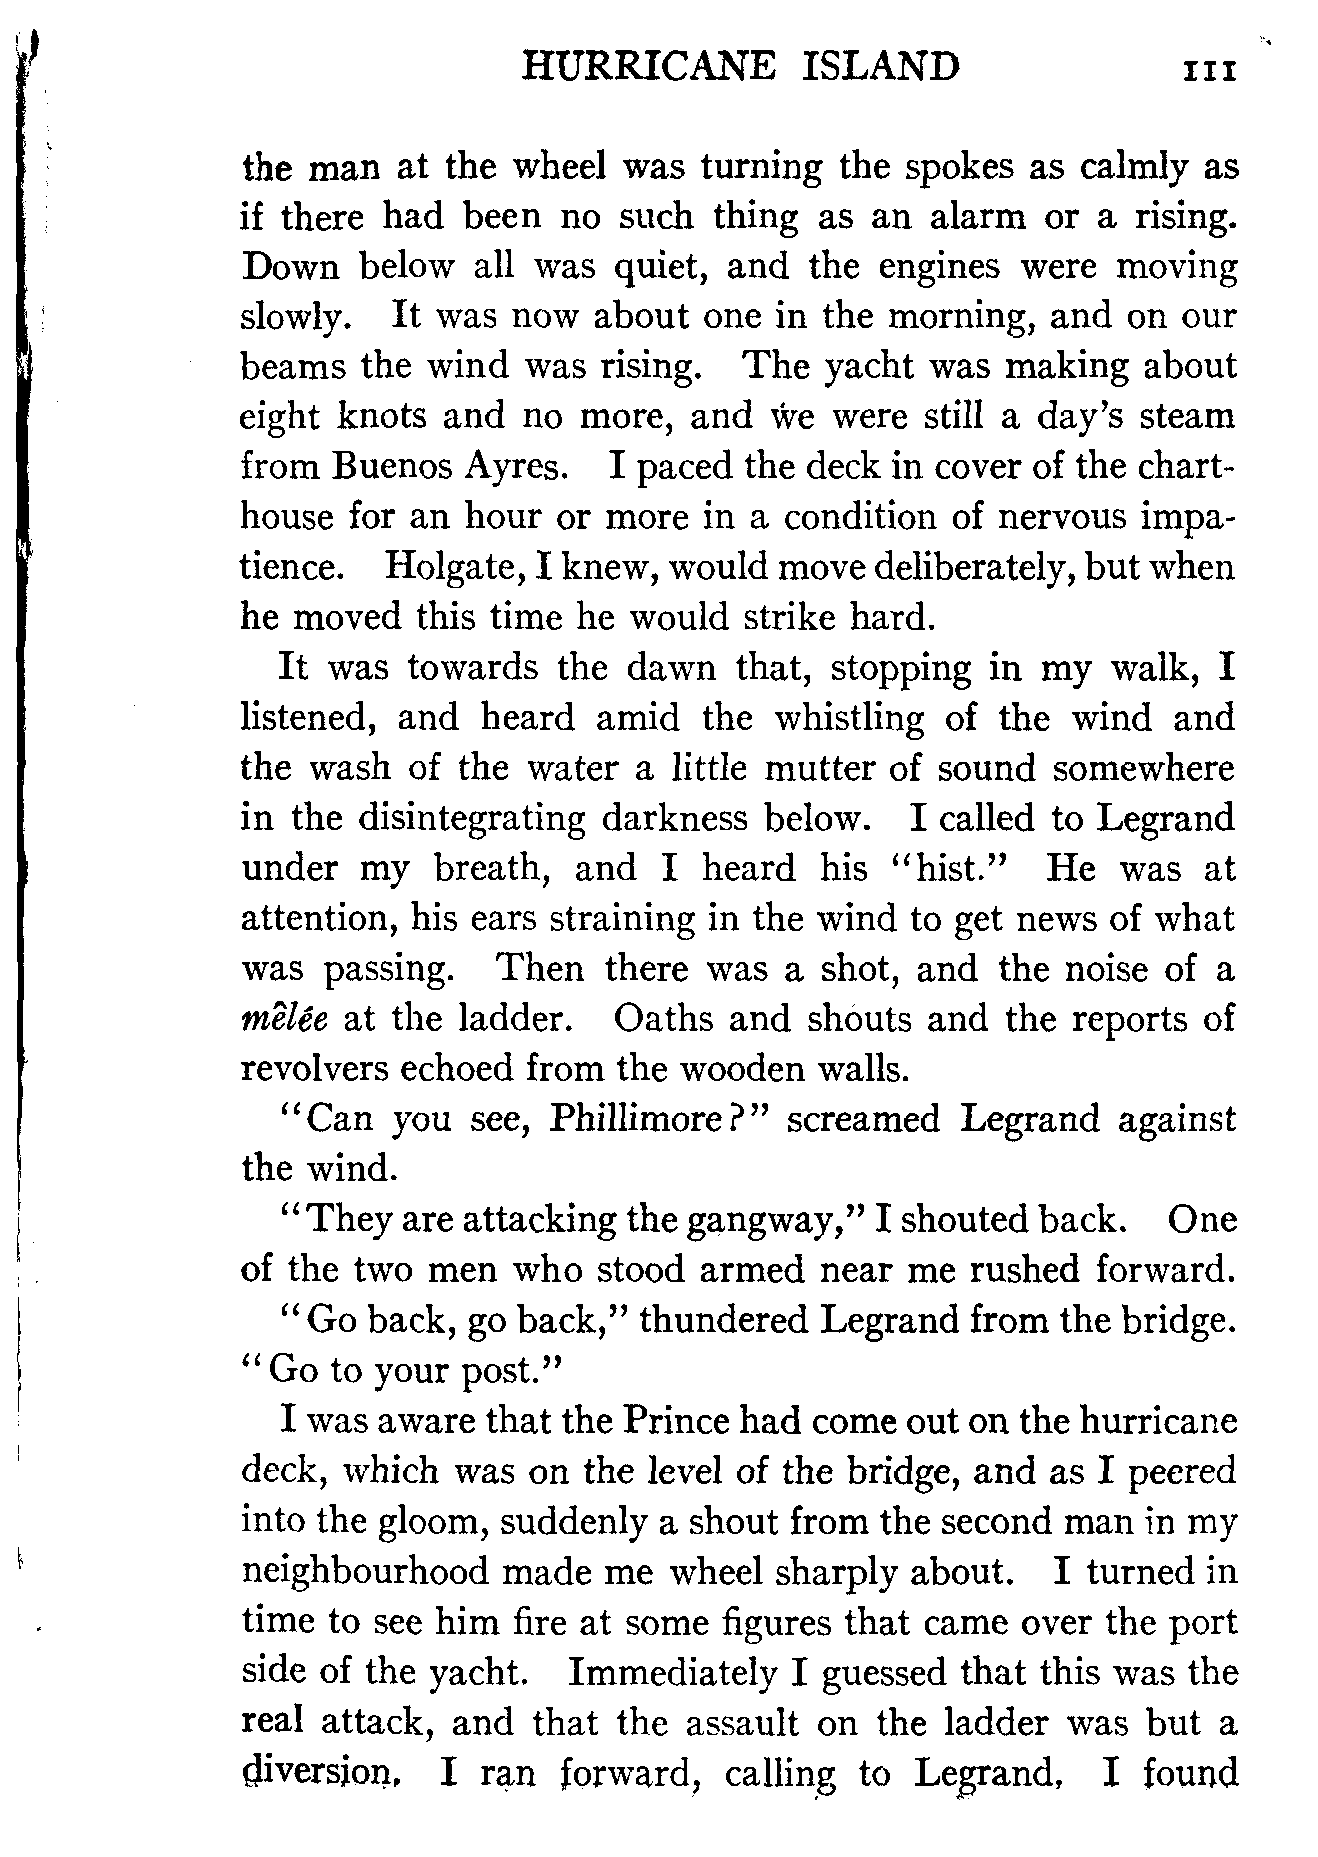 HURRICANE ISLAND 111
the man at the wheel was turning the spokes as calmly as
if there had been no such thing as an alarm or a rising.
Down below all was quiet, and the engines were moving
slowly. It was now about one in the morning, and on our
beams the wind was rising. The yacht was making about
eight knots and no more, and we were still a day's steam
from Buenos Ayres. I paced the deck in cover of the chart-
house for an hour or more in a condition of nervous impa-
tience. Holgate, I knew, would move deliberately, but when
he moved this time he would strike hard.
It was towards the dawn that, stopping in my walk, I
listened, and heard amid the whistling of the wind and
the wash of the water a little mutter of sound somewhere
in the disintegrating darkness below. I called to Legrand
under my breath, and I heard his "hist." He was at
attention, his ears straining in the wind to get news of what
was passing. Then there was a shot, and the noise of a
mêlée at the ladder. Oaths and shouts and the reports of
revolvers echoed from the wooden walls.
"Can you see, Phillimore?" screamed Legrand against
the wind.
"They are attacking the gangway," I shouted back. One
of the two men who stood armed near me rushed forward.
"Go back, go back," thundered Legrand from the bridge.
"Go to your post."
I was aware that the Prince had come out on the hurricane
deck, which was on the level of the bridge, and as I peered
into the gloom, suddenly a shout from the second man in my
neighbourhood made me wheel sharply about. I turned in
time to see him fire at some figures that came over the port
side of the yacht. Immediately I guessed that this was the
real attack, and that the assault on the ladder was but a
diversion. I ran forward, calling to Legrand. I found